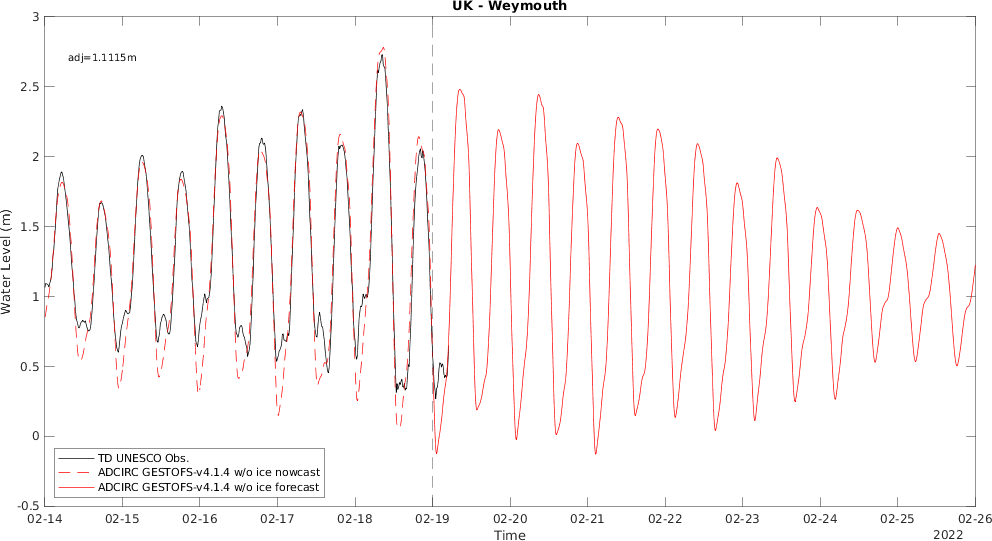 UK - Weymouth
adj=1.1115m
3
2.5
2
1.5
1
0.5
0
-0.5
Water Level (m)
TD UNESCO Obs.
ADCIRC GESTOFS-v4.1.4 w/o ice nowcast
ADCIRC GESTOFS-v4.1.4 w/o ice forecast
02-14 02-15 02-16 02-17 02-18 02-19 02-20 02-21 02-22 02-23 02-24 02-25 02-26
Time
2022